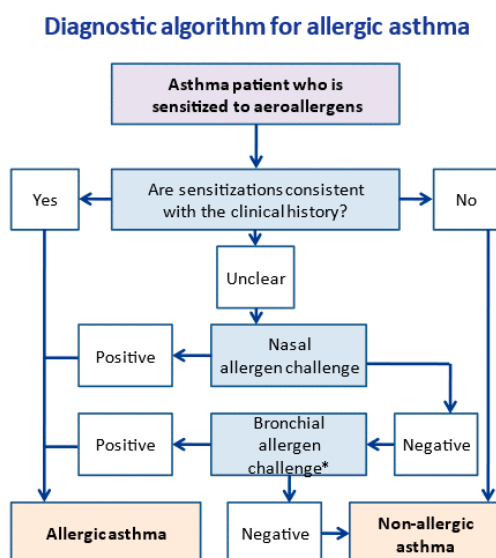 Diagnostic algorithm for allergic asthma
Asthma patient who is
sensitized to aeroallergens
Yes
Are sensitizations consistent
with the clinical history?
No
Unclear
Positive
Nasal
allergen challenge
Positive
Bronchial
allergen
challenge*
Negative
Allergic asthma
Negative
Non-allergic
asthma